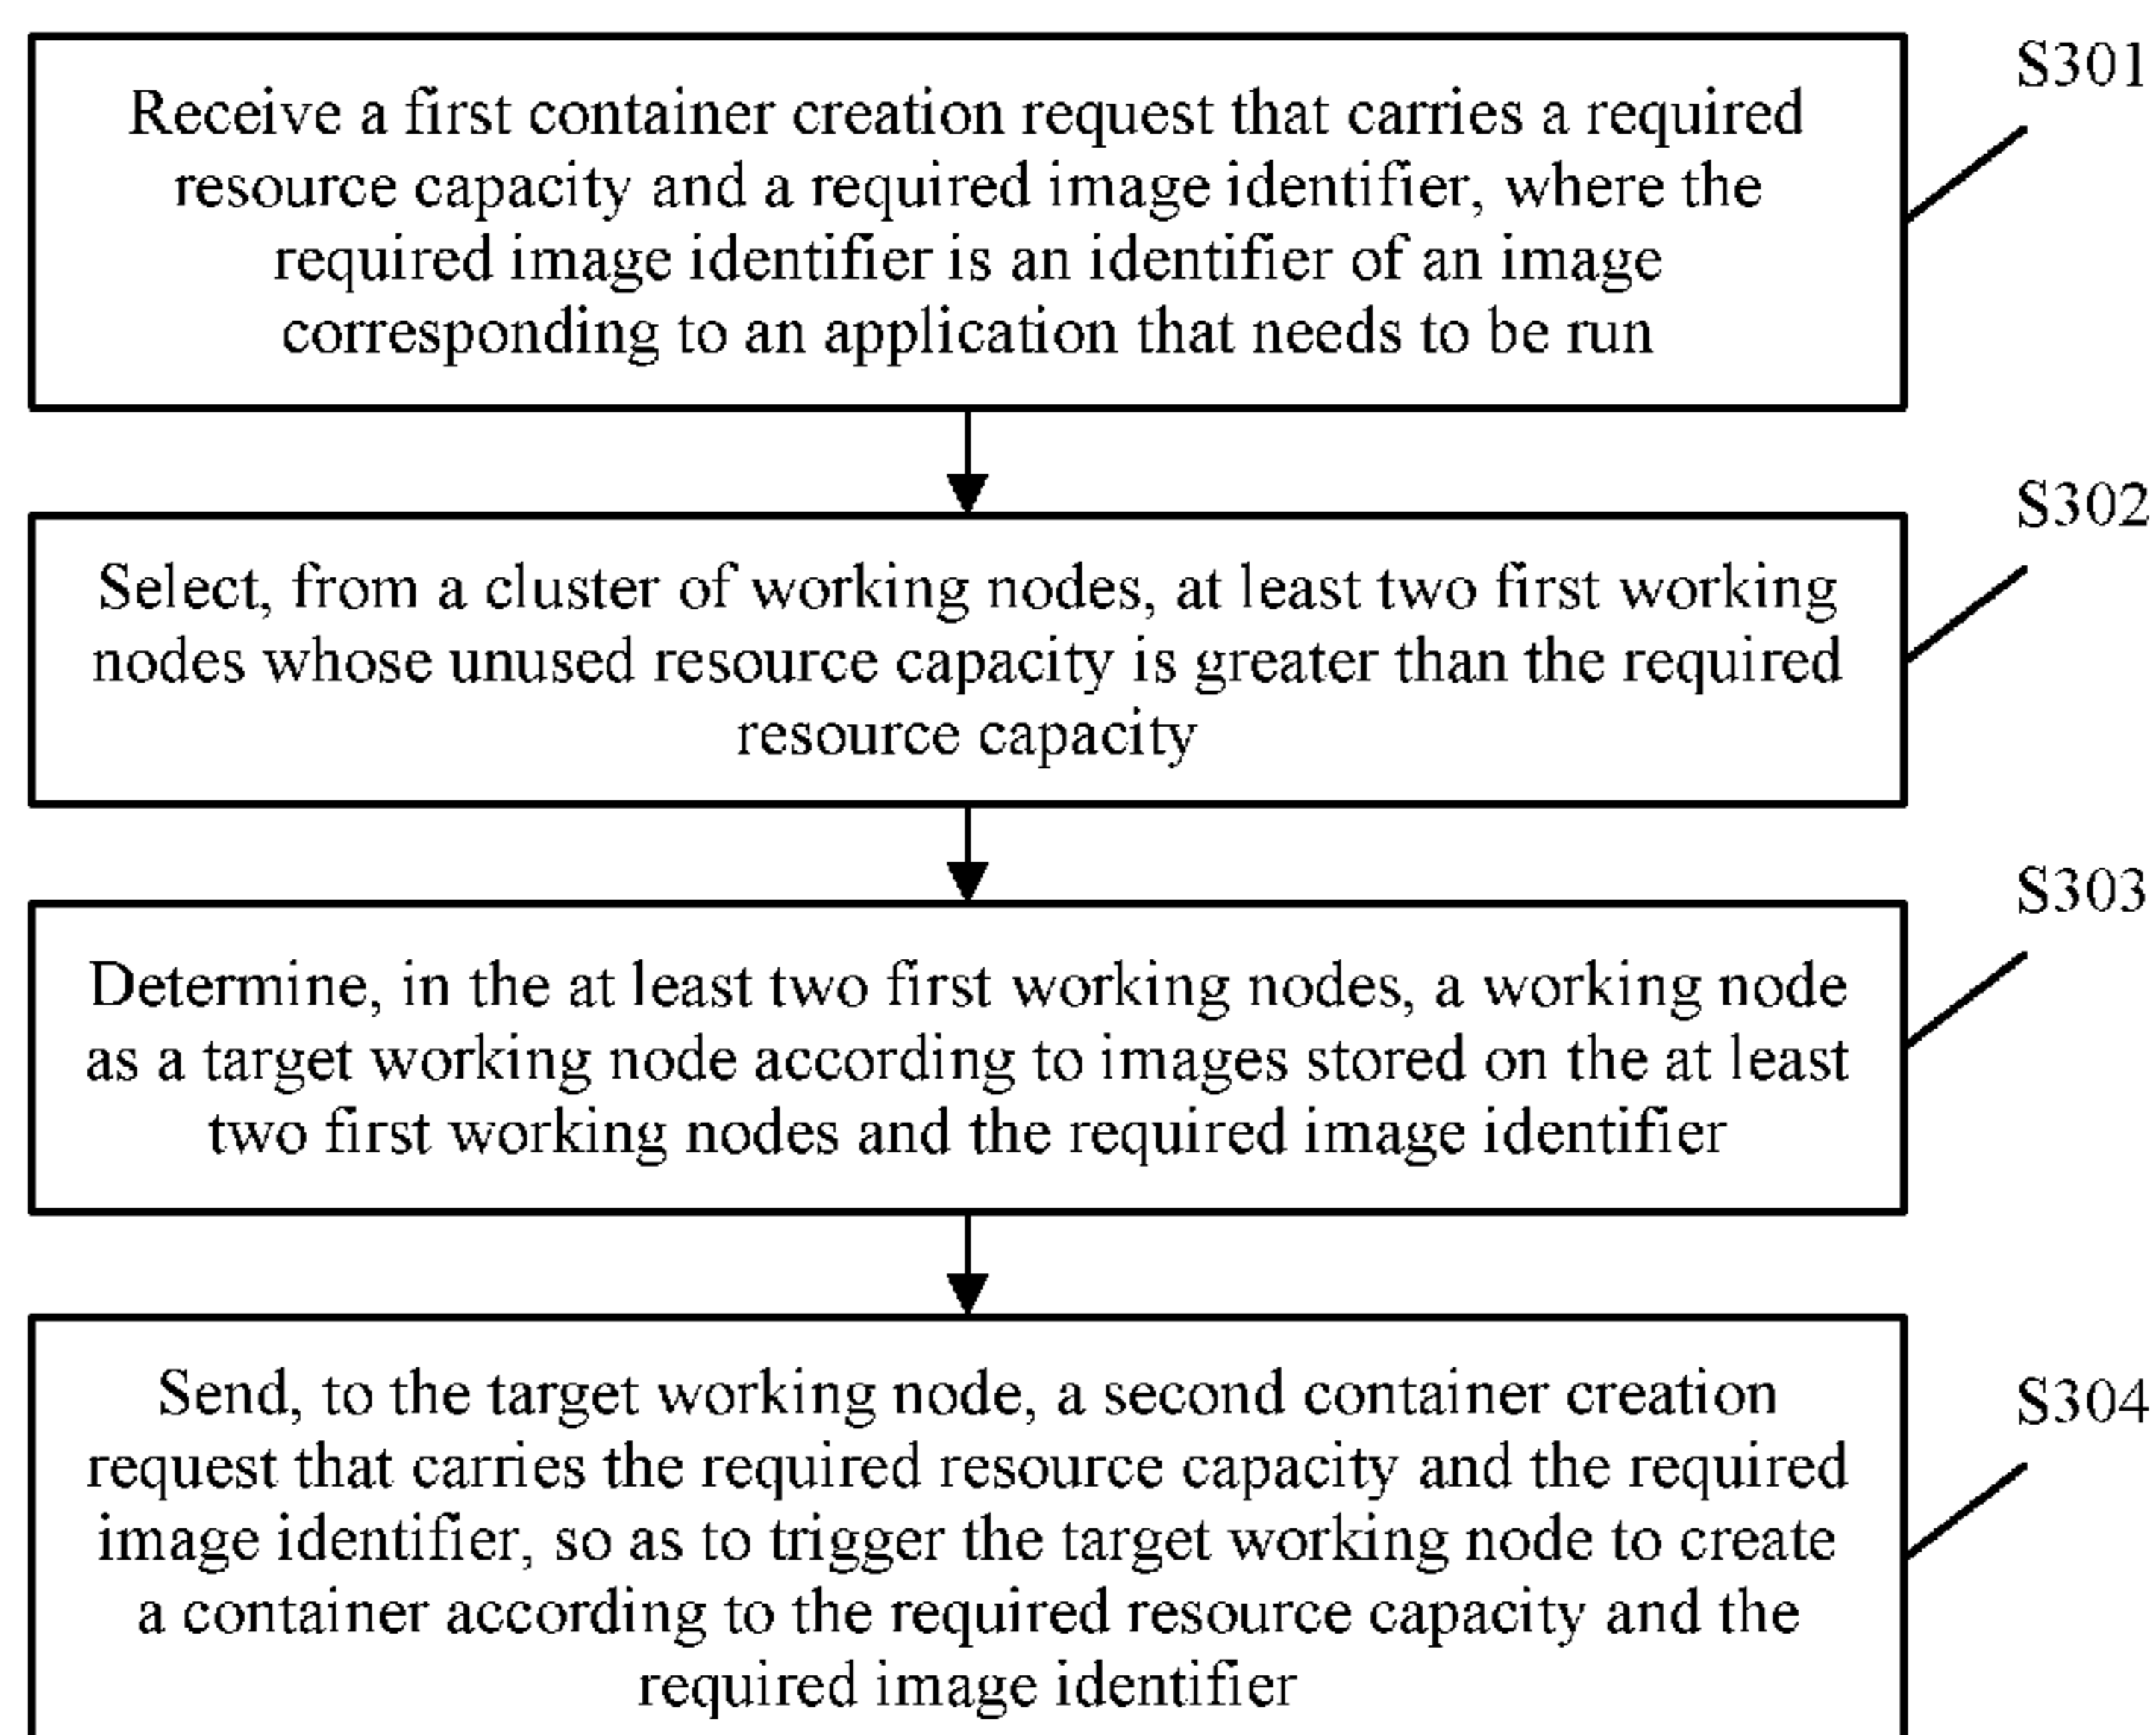 S301
Receive a first container creation request that carries a required
resource capacity and a required image identifier, where the
required image identifier is an identifier of an image
corresponding to an application that needs to be run
S302
Select, from a cluster of working nodes, at least two first working
nodes whose unused resource capacity is greater than the required
resource capacity
S303
Determine, in the at least two first working nodes, a working node
as a target working node according to images stored on the at least
two first working nodes and the required image identifier
S304
Send, to the target working node, a second container creation
request that carries the required resource capacity and the required
image identifier, so as to trigger the target working node to create
a container according to the required resource capacity and the
required image identifier